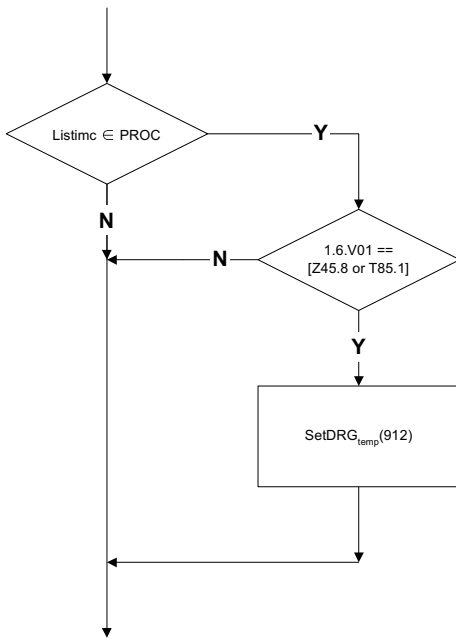 Listimc ∈ PROC
Y
N
1.6.V01 ==
[Z45.8 or T85.1]
N
Y
SetDRGtemp(912)